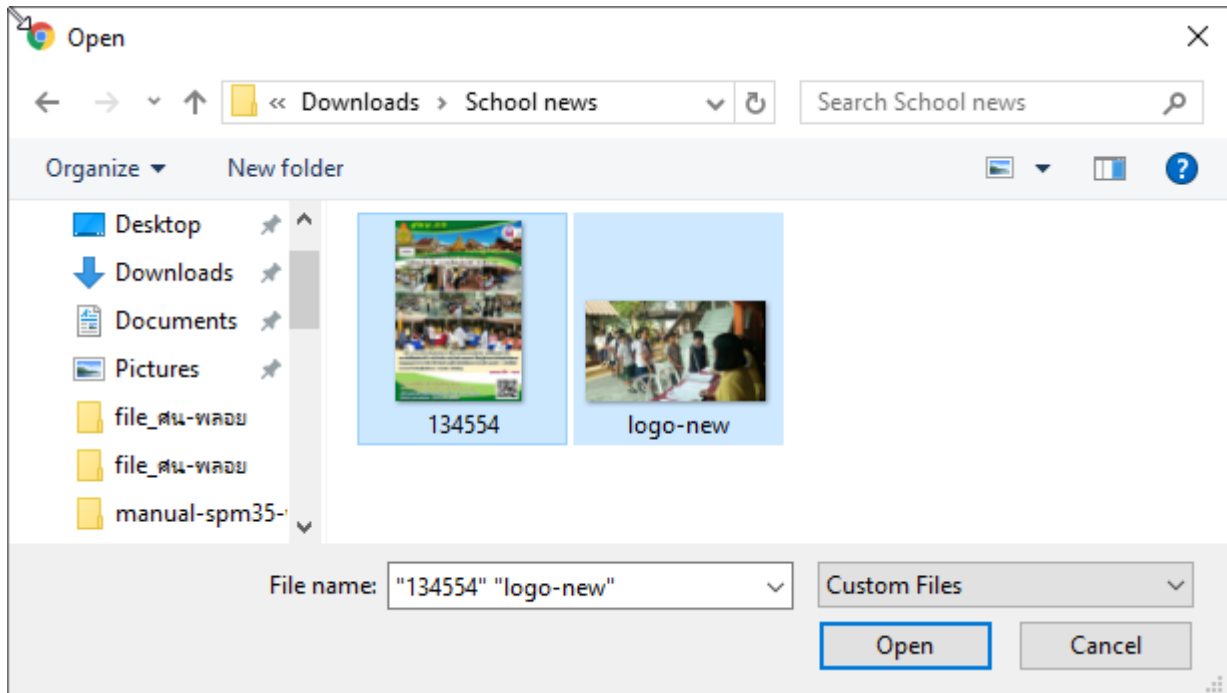 Open
« Downloads › School news
Search School news
Organize
New folder
Desktop
Downloads
Documents
Pictures
file_ศน-พลอย
file_ศน-พลอย
manual-spm35-
134554
logo-new
File name:
"134554" "logo-new"
Custom Files
Open
Cancel